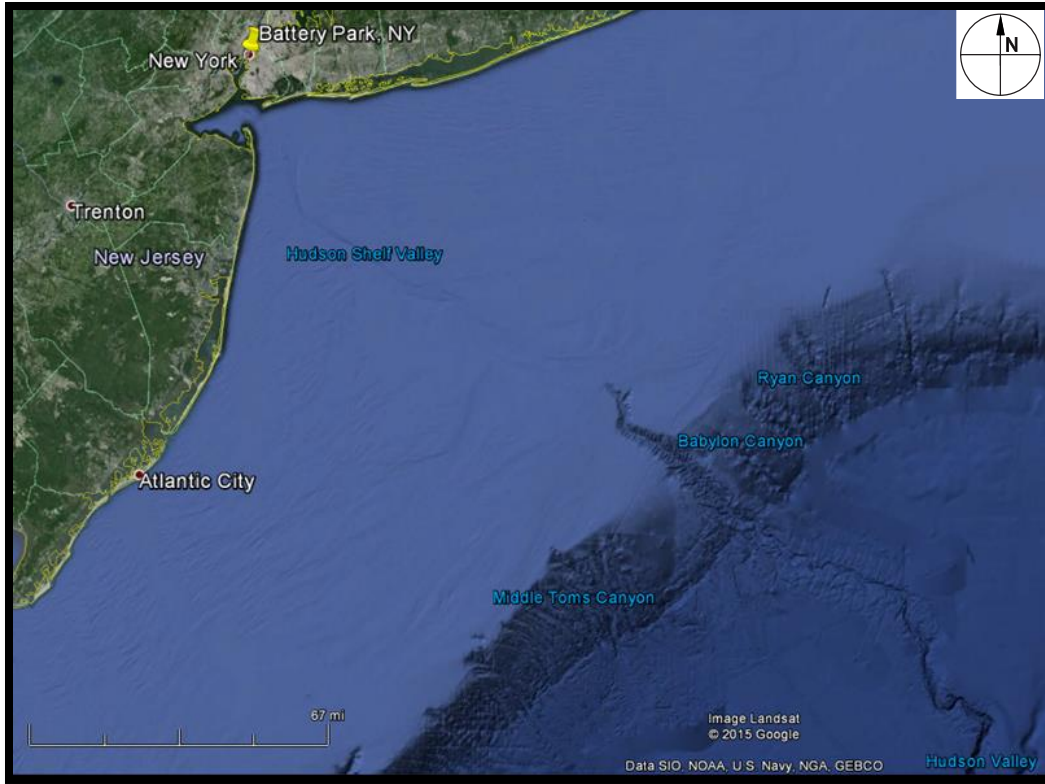 Battery Park, NY
N
New York
Trenton
New Jersey
Hudson Shelf Valley
Ryan Canyon
Babylon Canyon
Atlantic City
Middle Toms Canyon
67 mi
Image Landsat
© 2015 Google
Data SIO, NOAA, U.S. Navy, NGA, GEBCO
Hudson Valley